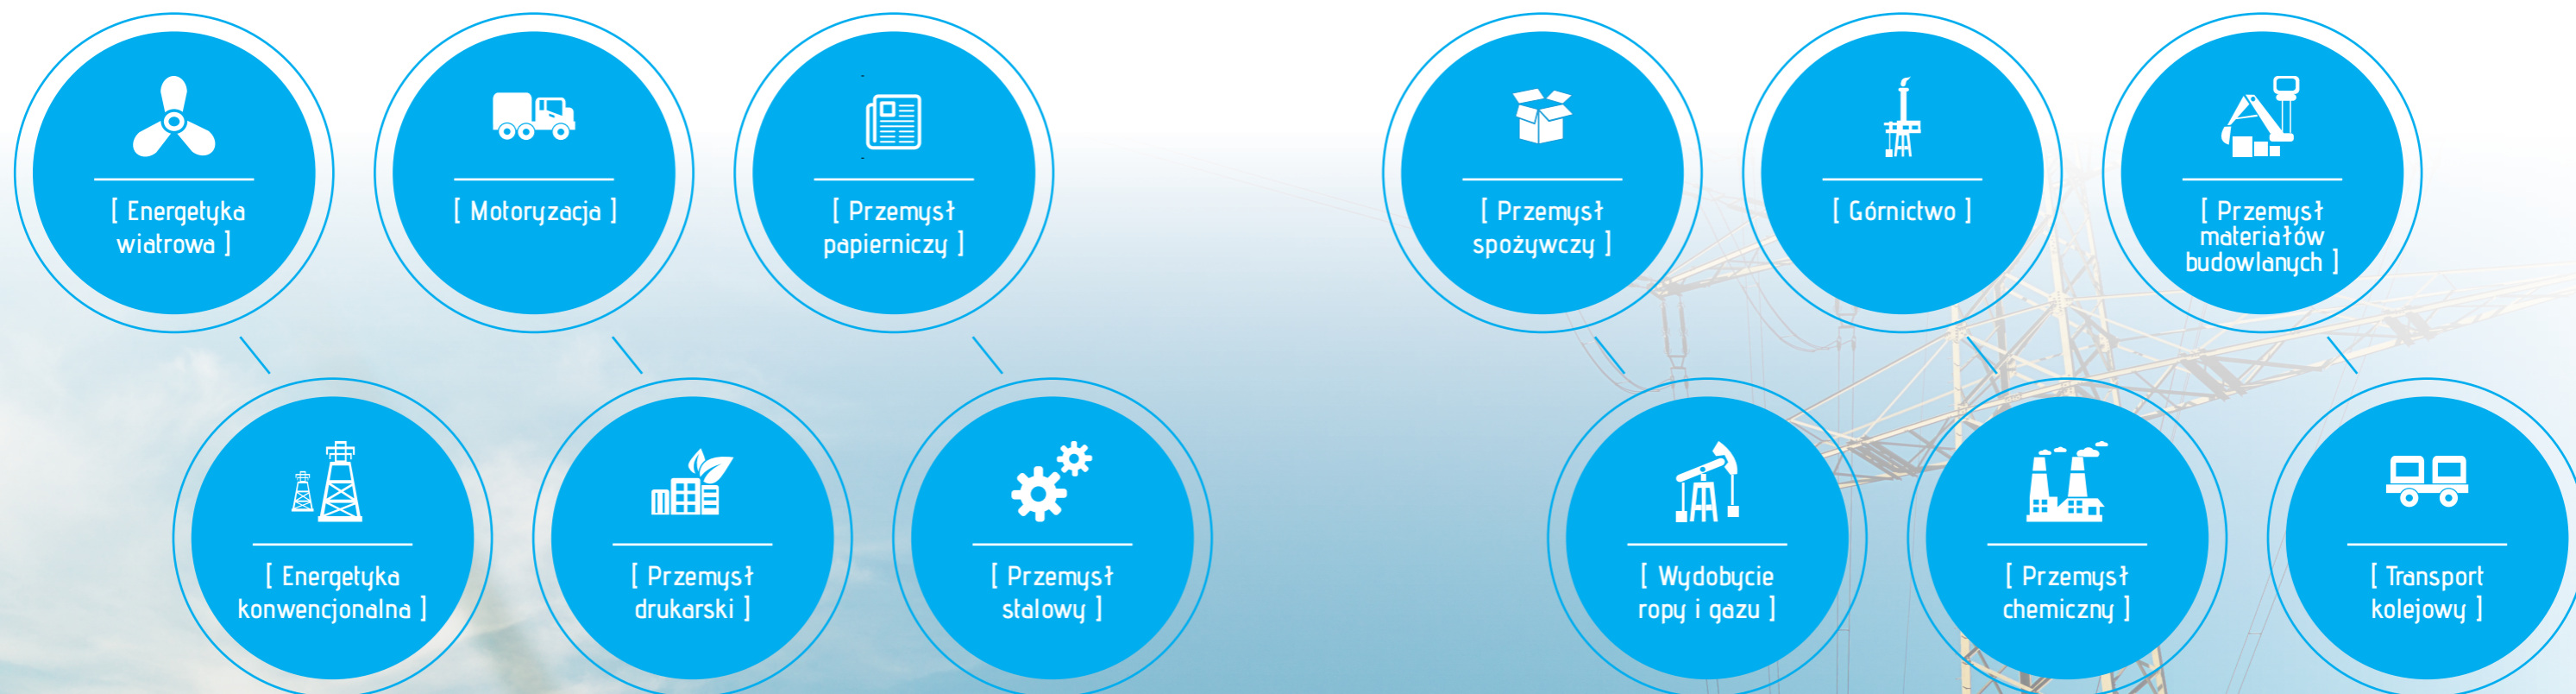 [ Energetyka
wiatrowa ]
[ Motoryzacja ]
[ Przemysł
papierniczy ]
[ Przemysł
spożywczy ]
[ Górnictwo ]
[ Przemysł
materiałów
budowlanych ]
[ Energetyka
konwencjonalna ]
[ Przemysł
drukarski ]
[ Przemysł
stalowy ]
[ Wydobycie
ropy i gazu ]
[ Przemysł
chemiczny ]
[ Transport
kolejowy ]